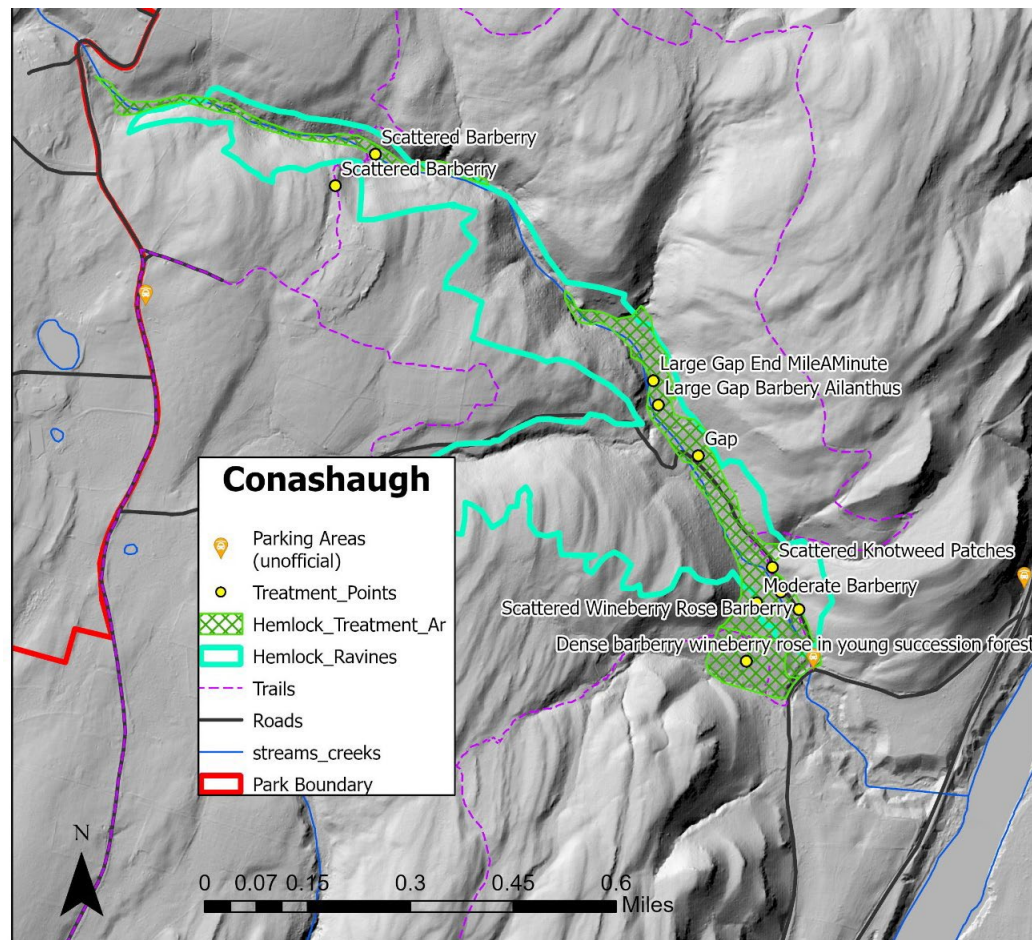 Scattered Barberry
Scattered Barberry
Large Gap End MileAMinute
Large Gap Barbery Ailanthus
Gap
Scattered Knotweed Patches
Moderate Barberry
Scattered Wineberry Rose Barberry
Dense barberry wineberry rose in young succession forest
Conashaugh
Parking Areas
(unofficial)
Treatment_Points
Hemlock_Treatment_Ar
Hemlock_Ravines
Trails
Roads
streams_creeks
Park Boundary
N
0 0.07 0.15 0.3 0.45 0.6
Miles